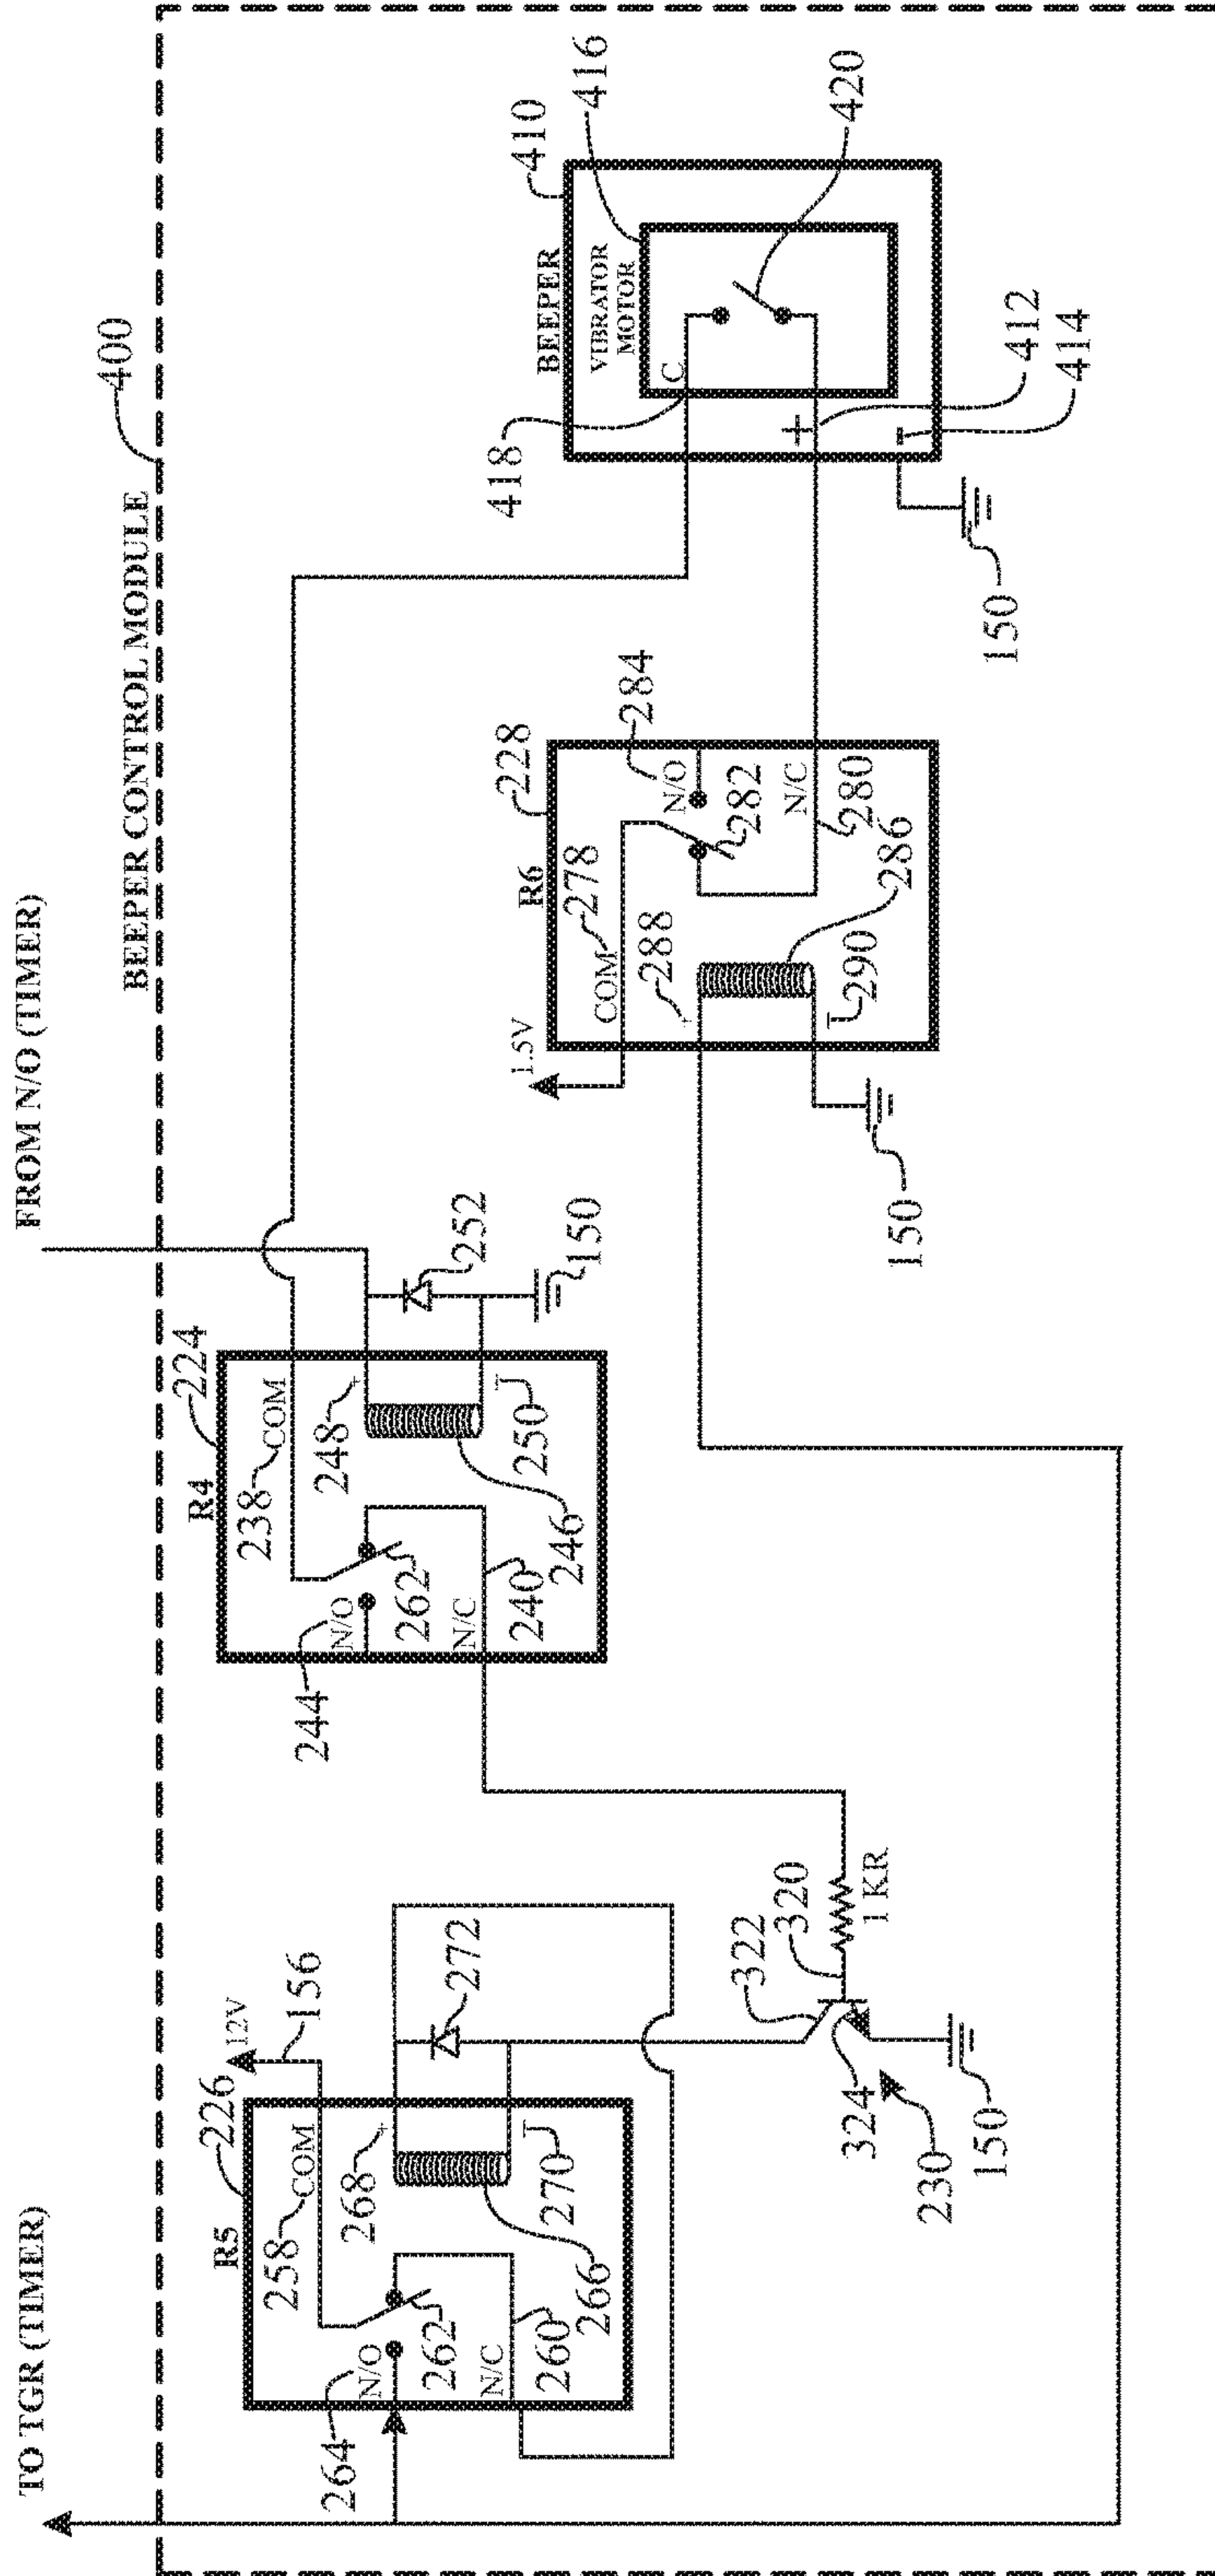 TO TGR (TIMER)
FROM N/O (TIMER)
BEEPER CONTROL MODULE
400
R5
226
12V
156
258
COM
268
+
264
N/O
262
N/C
260
266
270
-
272
322
320
1 KR
324
230
150
R4
224
238
COM
248
+
244
N/O
262
N/C
240
246
250
-
252
150
R6
228
1.5V
278
COM
288
+
284
N/O
282
N/C
280
286
290
-
150
BEEPER
410
VIBRATOR
MOTOR
416
C
418
420
+
412
-
414
150